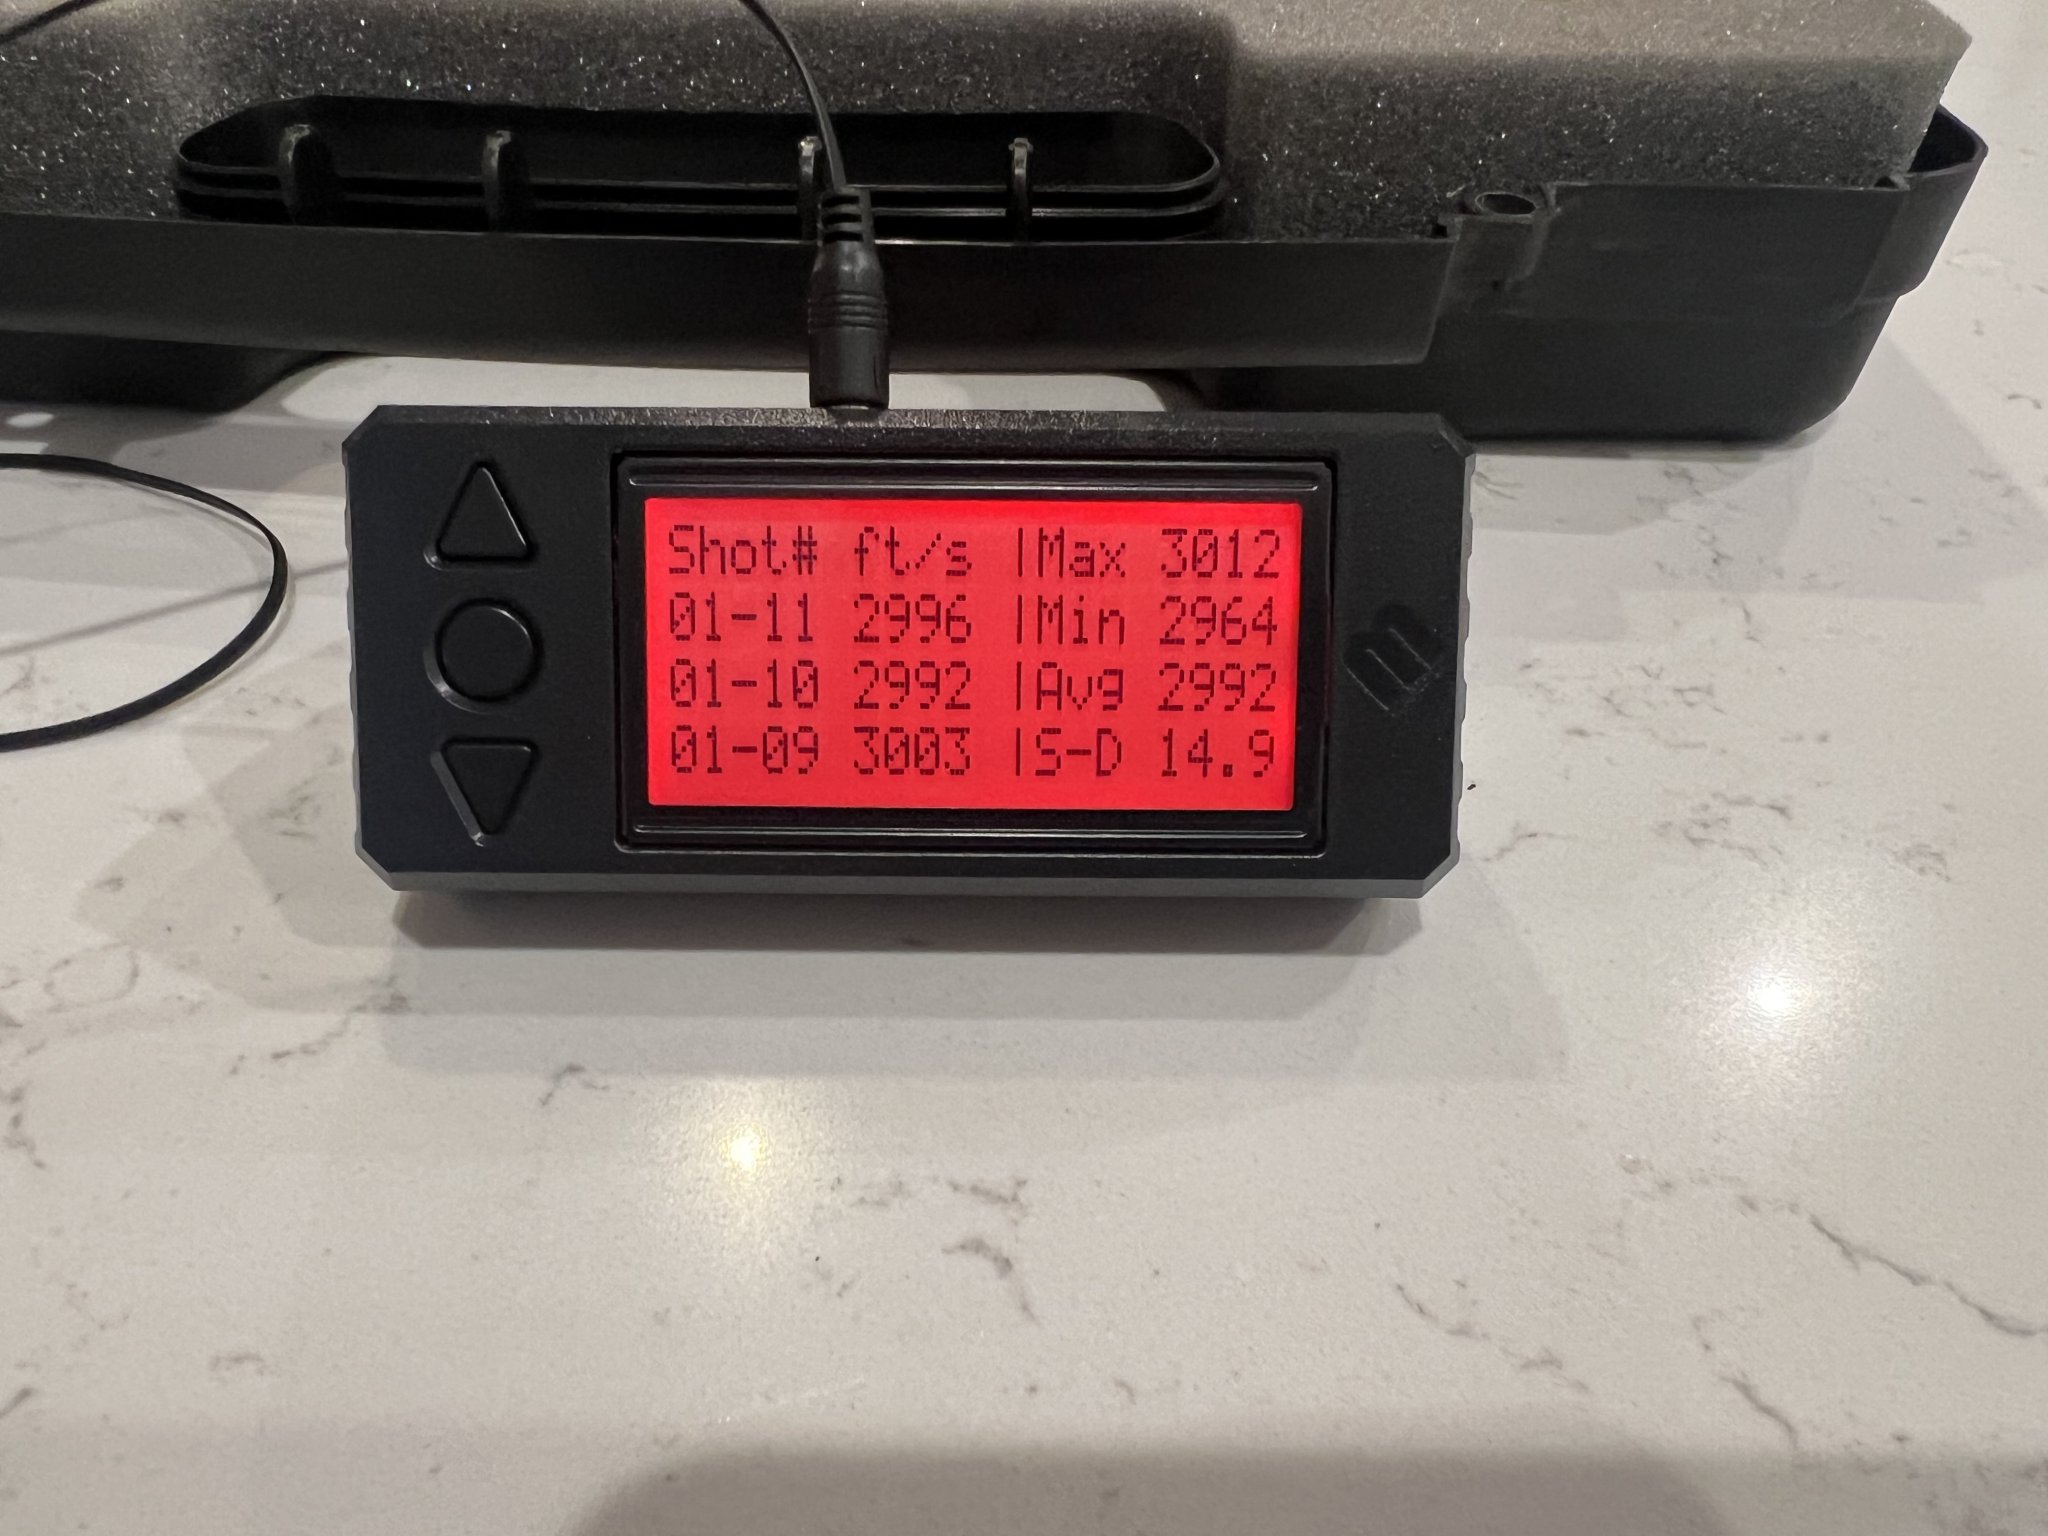 Shot# ft/s |Max 3012
01-11 2996 |Min 2964
01-10 2992 |Avg 2992
01-09 3003 |S-D 14.9
m